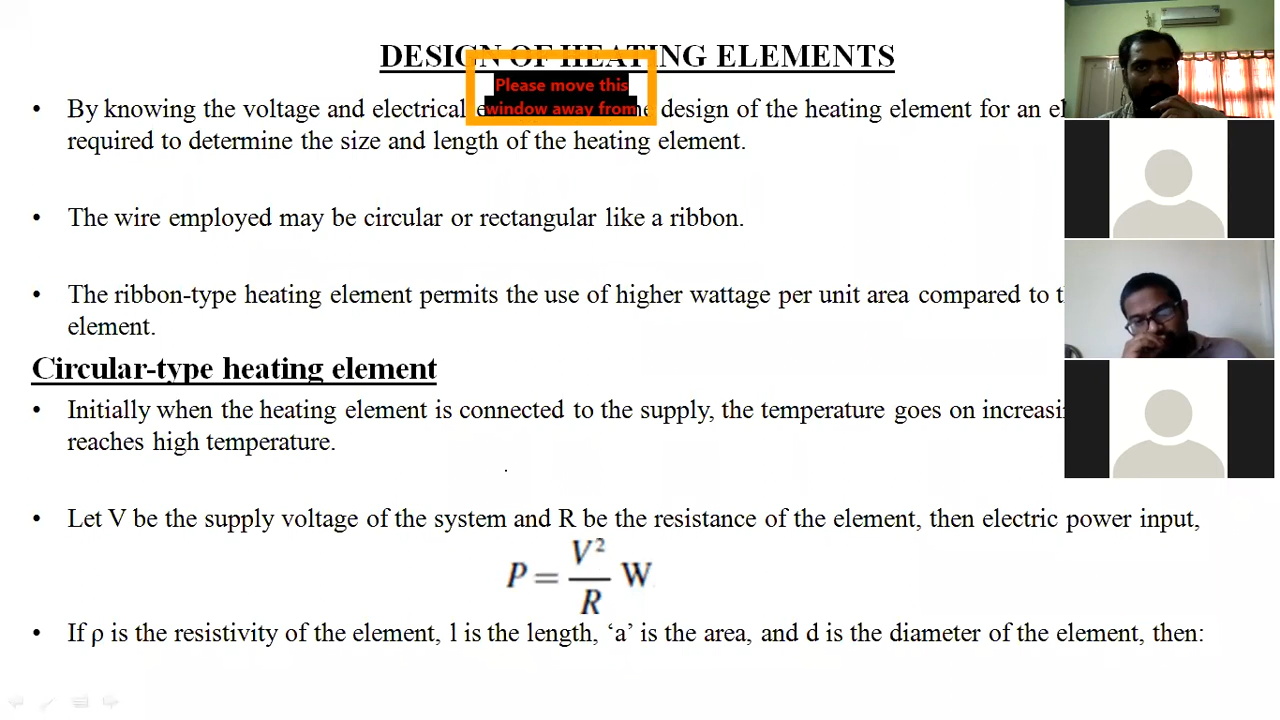 DESIGN OF HEATING ELEMENTS
Please move this
window away from
• By knowing the voltage and electrical design of the heating element for an
required to determine the size and length of the heating element.
• The wire employed may be circular or rectangular like a ribbon.
• The ribbon-type heating element permits the use of higher wattage per unit area compared to
element.
Circular-type heating element
• Initially when the heating element is connected to the supply, the temperature goes on
reaches high temperature.
• Let V be the supply voltage of the system and R be the resistance of the element, then electric power input,
P = V²/R W
• If ρ is the resistivity of the element, l is the length, ‘a’ is the area, and d is the diameter of the element, then: